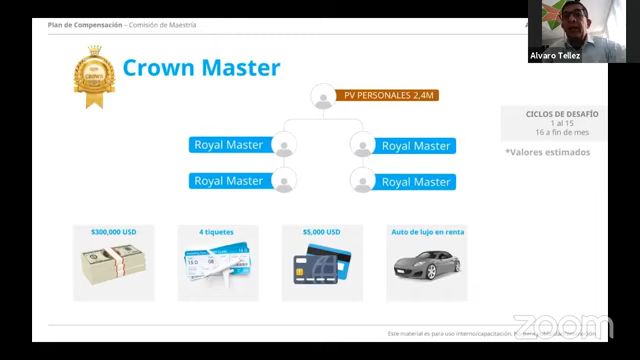 Plan de Compensación – Comisión de Maestría
Crown Master
CROWN
PV PERSONALES 2,4M
Royal Master
Royal Master
Royal Master
Royal Master
CICLOS DE DESAFÍO
1 al 15
16 a fin de mes
*Valores estimados
$300,000 USD
4 tiquetes
$5,000 USD
Auto de lujo en renta
Alvaro Tellez
Este material es para uso interno/capacitación.
zoom